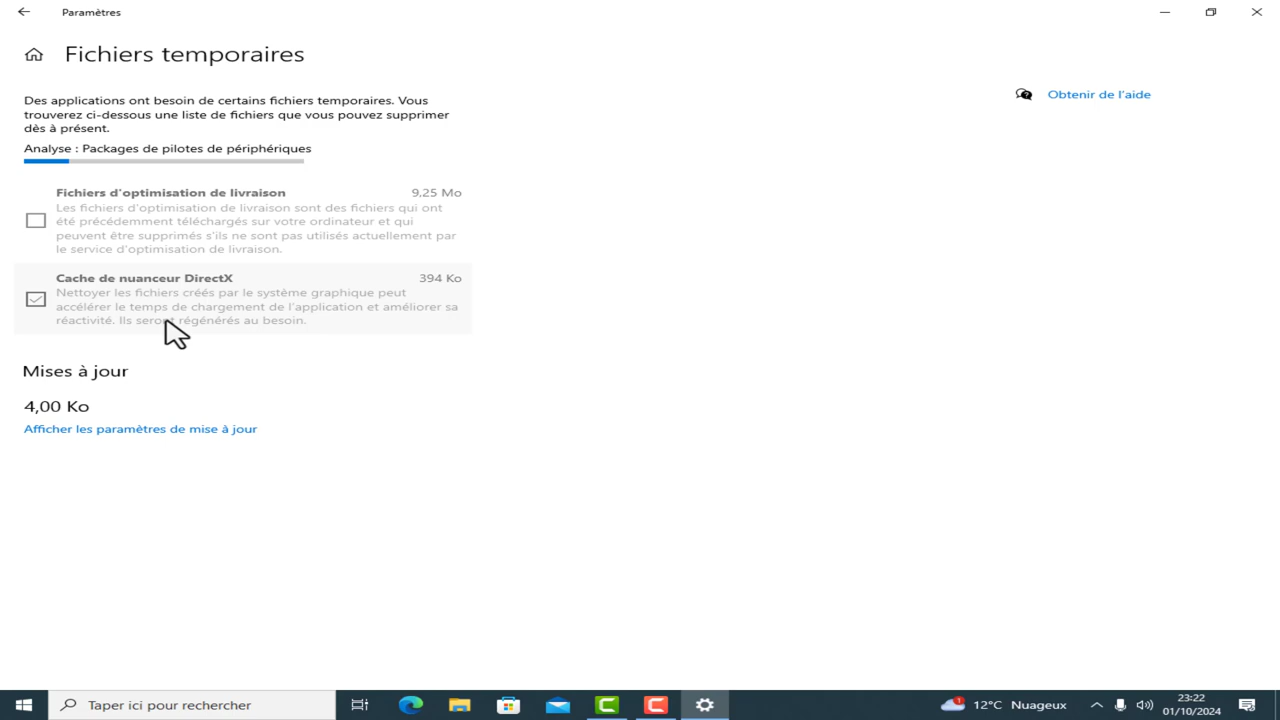 Paramètres
Fichiers temporaires
Des applications ont besoin de certains fichiers temporaires. Vous
trouverez ci-dessous une liste de fichiers que vous pouvez supprimer
dès à présent.
Obtenir de l'aide
Analyse : Packages de pilotes de périphériques
Fichiers d'optimisation de livraison 9,25 Mo
Les fichiers d'optimisation de livraison sont des fichiers qui ont
été précédemment téléchargés sur votre ordinateur et qui
peuvent être supprimés s'ils ne sont pas utilisés actuellement par
le service d'optimisation de livraison.
Cache de nuanceur DirectX 394 Ko
Nettoyer les fichiers créés par le système graphique peut
accélérer le temps de chargement de l'application et améliorer sa
réactivité. Ils seront régénérés au besoin.
Mises à jour
4,00 Ko
Afficher les paramètres de mise à jour
Taper ici pour rechercher
1
12°C Nuageux
23:22
01/10/2024